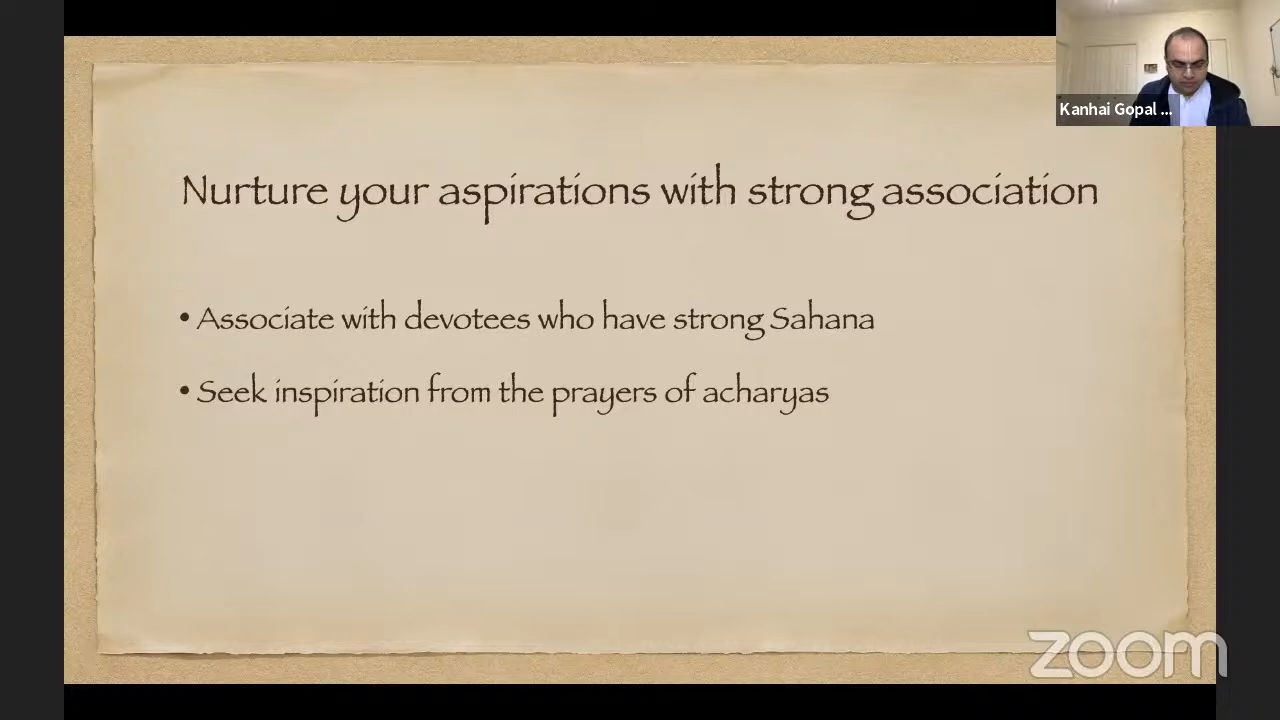 Kanhai Gopal ...
Nurture your aspirations with strong association
• Associate with devotees who have strong Sahana
• Seek inspiration from the prayers of acharyas
zoom